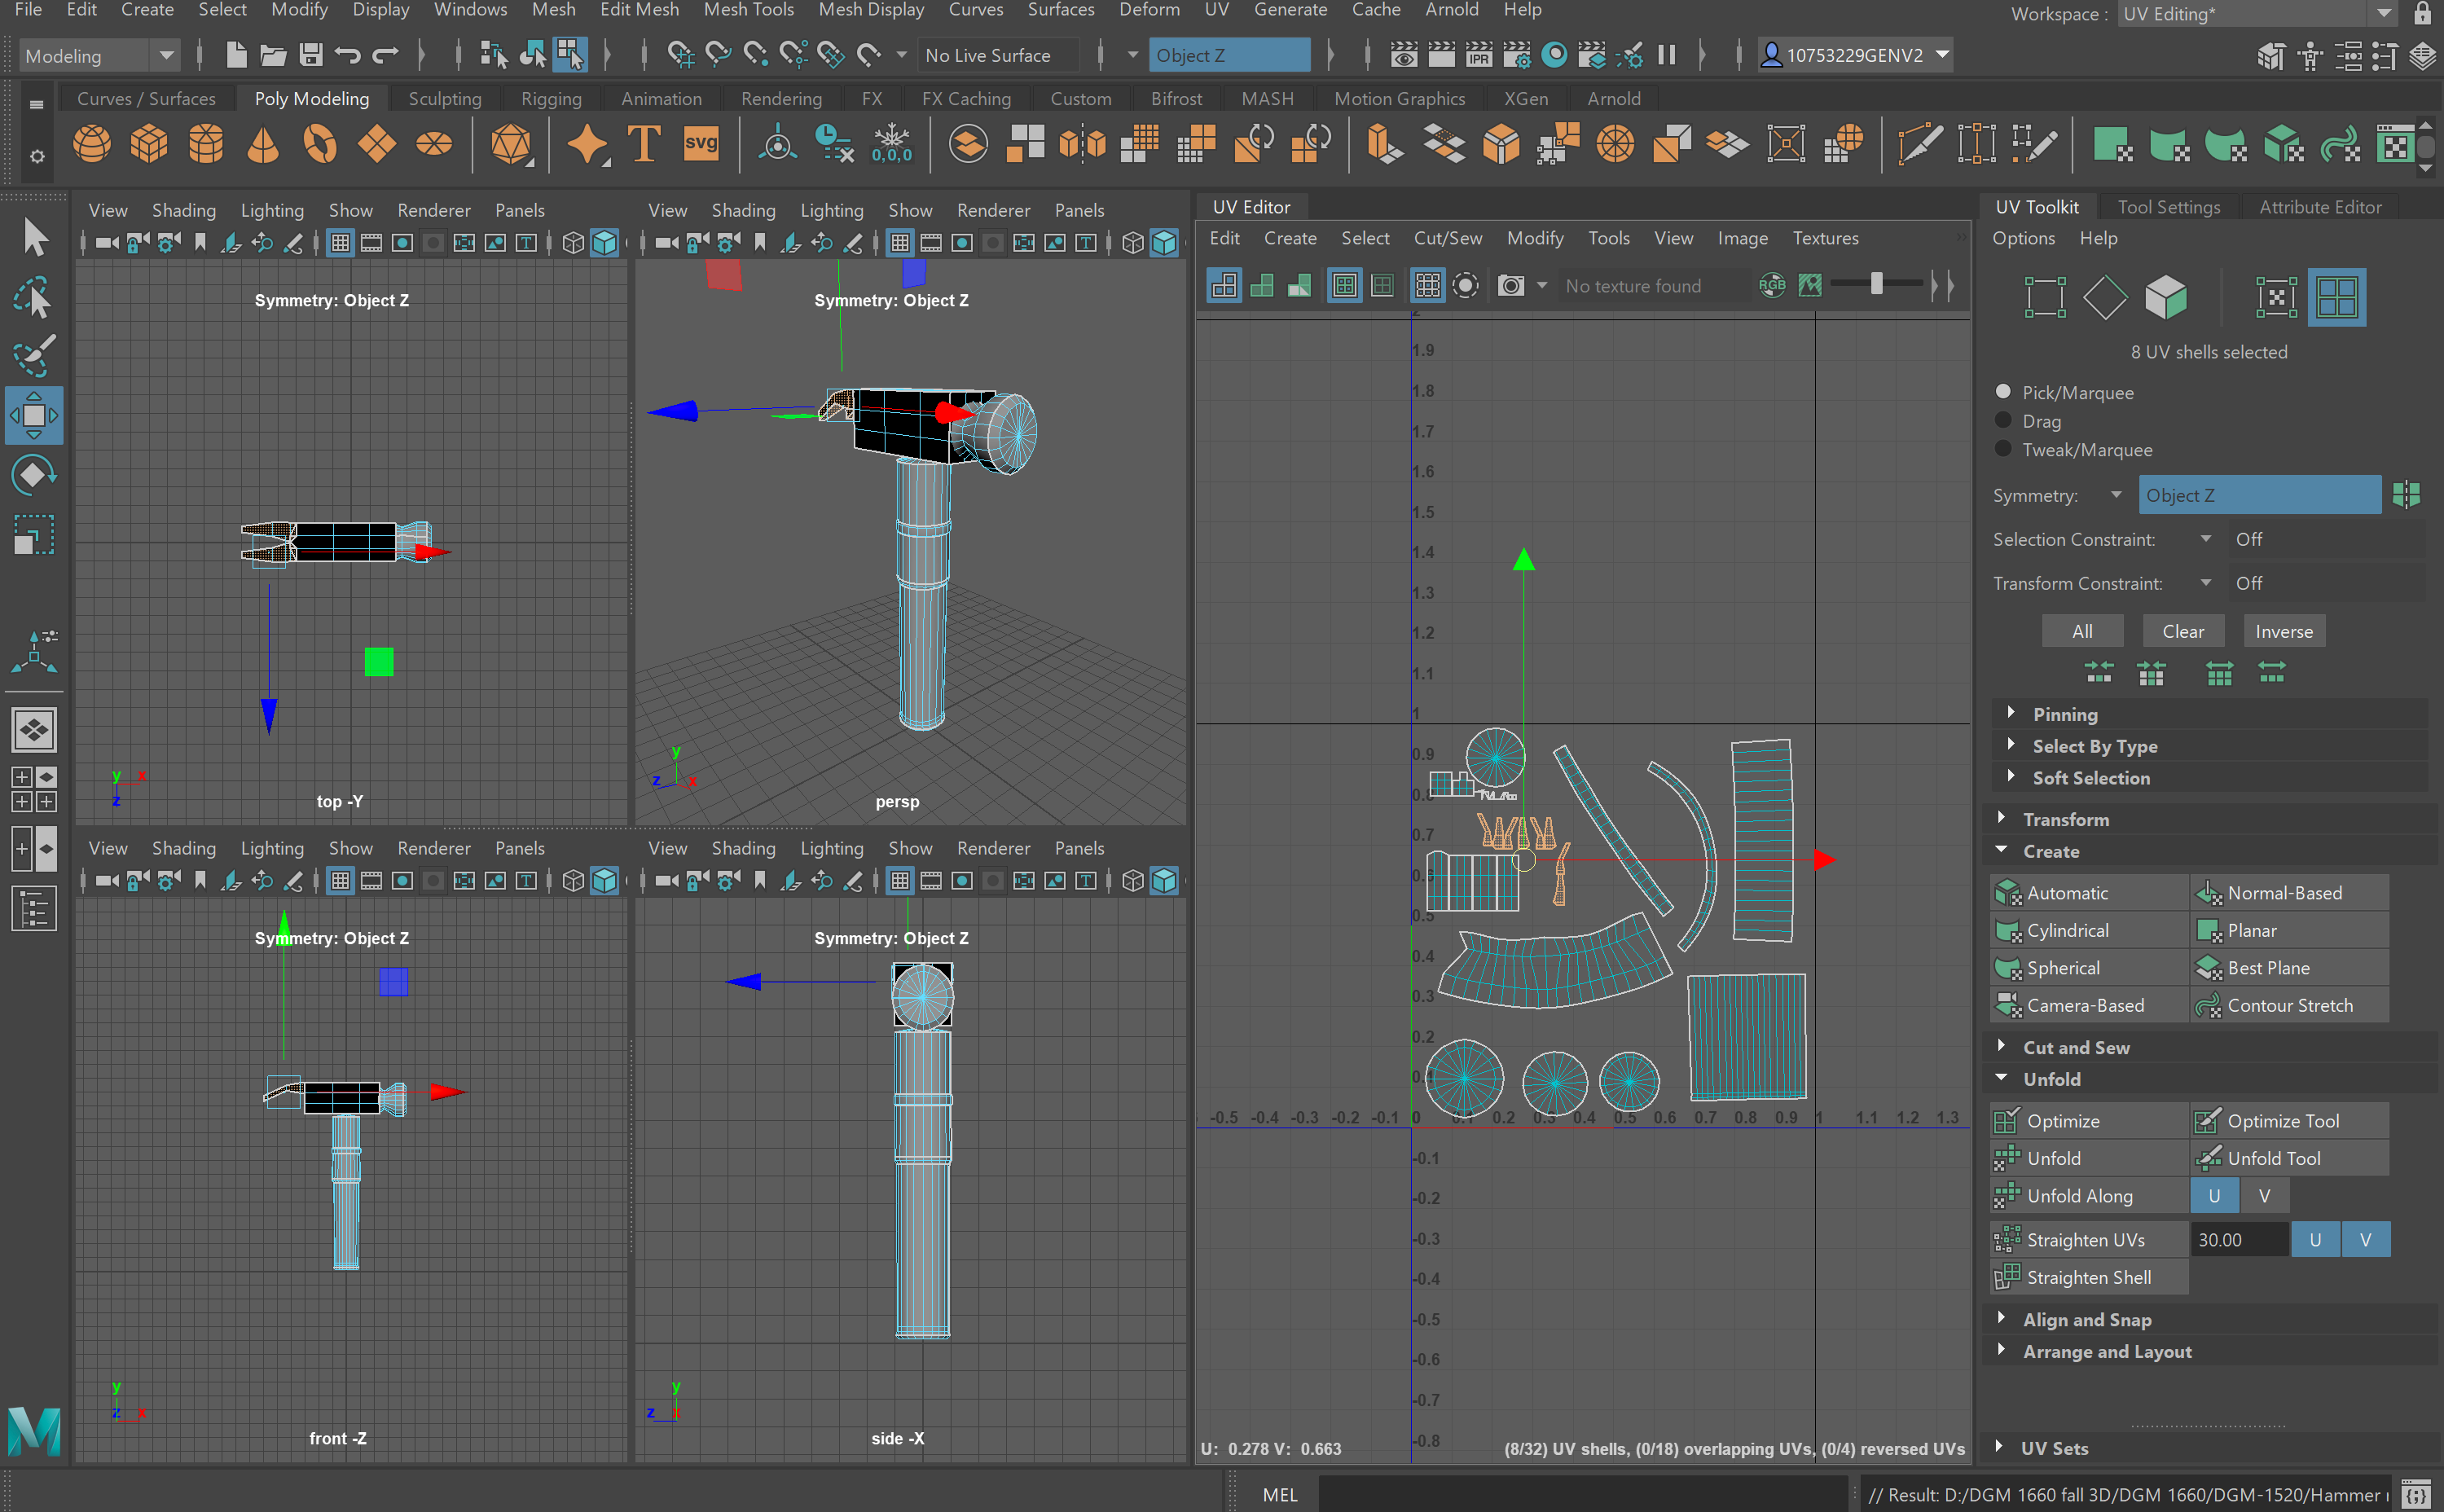 File Edit Create Select Modify Display Windows Mesh Edit Mesh Mesh Tools Mesh Display Curves Surfaces Deform UV Generate Cache Arnold Help Workspace : UV Editing*
Modeling No Live Surface Object Z IPR 10753229GENV2
Curves / Surfaces Poly Modeling Sculpting Rigging Animation Rendering FX FX Caching Custom Bifrost MASH Motion Graphics XGen Arnold
T svg 0,0,0
View Shading Lighting Show Renderer Panels
Symmetry: Object Z
y x
z
top -Y
View Shading Lighting Show Renderer Panels
Symmetry: Object Z
y
z x
persp
View Shading Lighting Show Renderer Panels
Symmetry: Object Z
y
z x
front -Z
View Shading Lighting Show Renderer Panels
Symmetry: Object Z
y
z
side -X
UV Editor
Edit Create Select Cut/Sew Modify Tools View Image Textures
No texture found RGB
1.9
1.8
1.7
1.6
1.5
1.4
1.3
1.2
1.1
1
0.9
0.8
0.7
0.6
0.5
0.4
0.3
0.2
0.1
-0.5 -0.4 -0.3 -0.2 -0.1 0 0.1 0.2 0.3 0.4 0.5 0.6 0.7 0.8 0.9 1 1.1 1.2 1.3
-0.1
-0.2
-0.3
-0.4
-0.5
-0.6
-0.7
-0.8
U: 0.278 V: 0.663 (8/32) UV shells, (0/18) overlapping UVs, (0/4) reversed UVs
UV Toolkit Tool Settings Attribute Editor
Options Help
8 UV shells selected
Pick/Marquee
Drag
Tweak/Marquee
Symmetry: Object Z
Selection Constraint: Off
Transform Constraint: Off
All Clear Inverse
Pinning
Select By Type
Soft Selection
Transform
Create
Automatic Normal-Based
Cylindrical Planar
Spherical Best Plane
Camera-Based Contour Stretch
Cut and Sew
Unfold
Optimize Optimize Tool
Unfold Unfold Tool
Unfold Along U V
Straighten UVs 30.00 U V
Straighten Shell
Align and Snap
Arrange and Layout
UV Sets
MEL // Result: D:/DGM 1660 fall 3D/DGM 1660/DGM-1520/Hammer